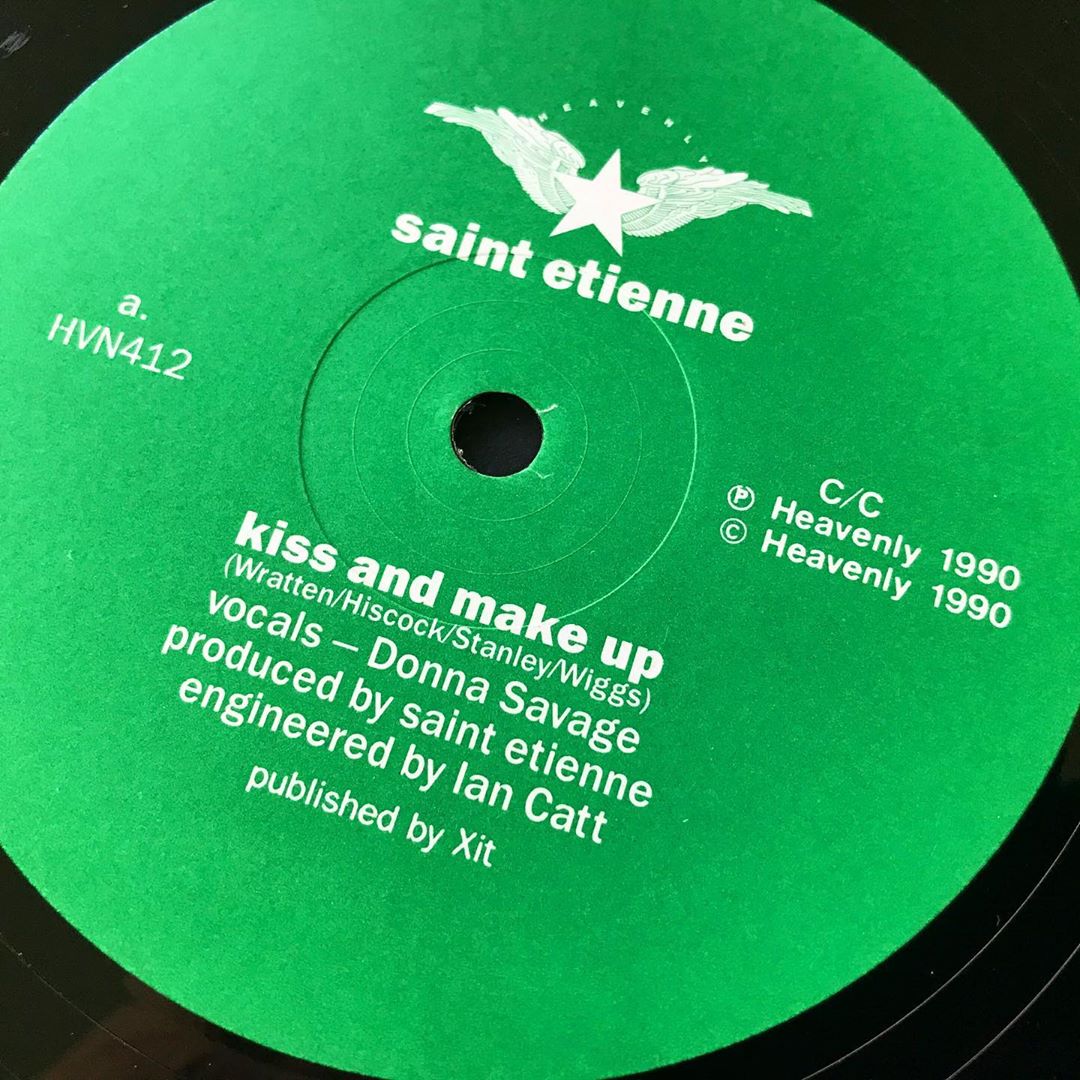 HEAVENLY
saint etienne
a.
HVN412
C/C
Ⓟ Heavenly 1990
© Heavenly 1990
kiss and make up
(Wratten/Hiscock/Stanley/Wiggs)
vocals – Donna Savage
produced by saint etienne
engineered by Ian Catt
published by Xit